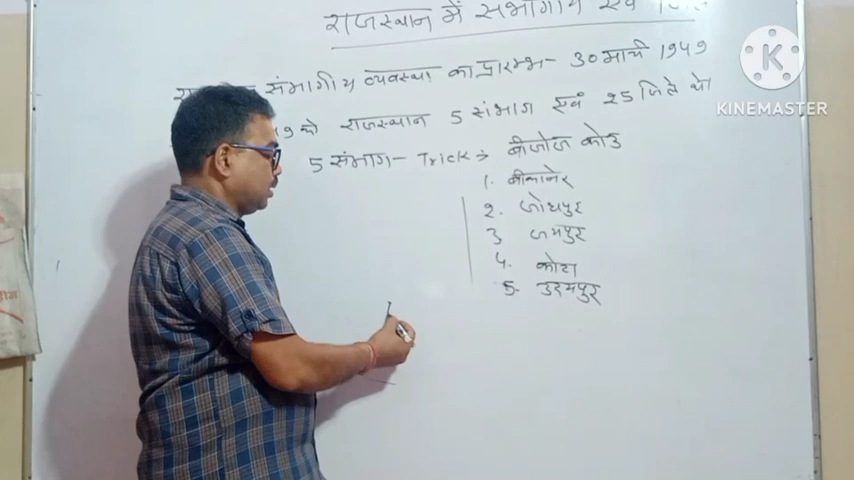 राजस्थान में संभागीय एवं
संभागीय व्यवस्था का प्रारम्भ - 30 मार्च 1949
को राजस्थान 5 संभाग एवं 25 जिले थे
5 संभाग - Trick :- बीजोज कोउ
1. बीकानेर
2. जोधपुर
3 जयपुर
4. कोटा
5. उदयपुर
KINEMASTER